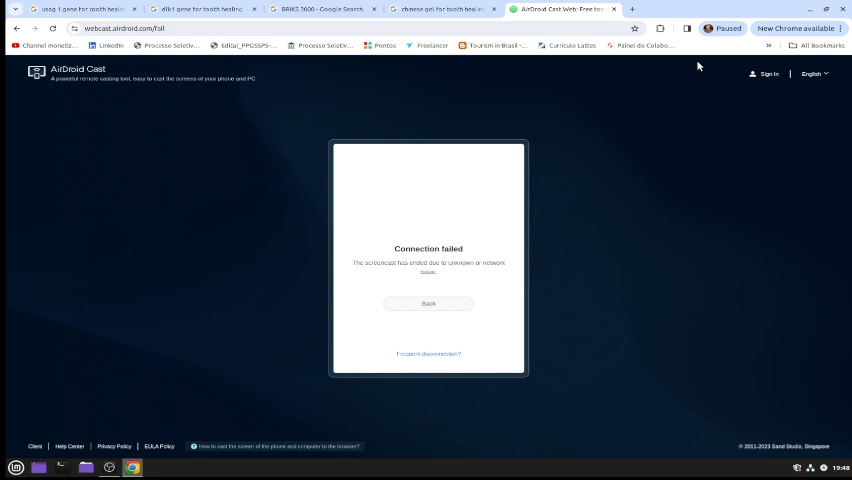 usag 1 gene for tooth healing
dlk1 gene for tooth healing
BRIKS 3000 - Google Search
chinese gel for tooth healing
AirDroid Cast Web: Free to
webcast.airdroid.com/fail
Paused
New Chrome available
Channel monetiz...
LinkedIn
Processo Seletiv...
Edital_PPGSSPS-...
Processo Seletiv...
Pontos
Freelancer
Tourism in Brasil -...
Currículo Lattes
Painel do Colabo...
All Bookmarks
AirDroid Cast
A powerful remote casting tool, easy to cast the screens of your phone and PC
Sign In
English
Connection failed
The screencast has ended due to unknown or network
issue.
Back
Frequent disconnection?
Client | Help Center | Privacy Policy | EULA Policy
How to cast the screen of the phone and computer to the browser?
© 2011-2023 Sand Studio, Singapore
19:48